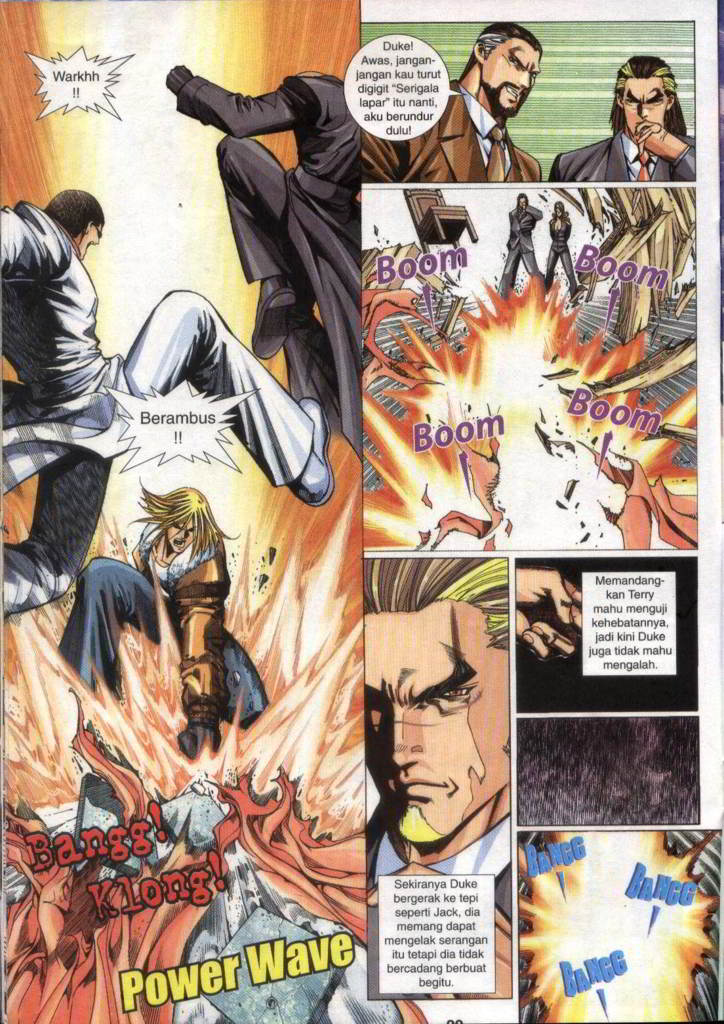 Warkhh
!!
Berambus
!!
Bangg!
Klong!
Power Wave
Duke!
Awas, jangan-
jangan kau turut
digigit “Serigala
lapar” itu nanti,
aku berundur
dulu!
Boom
Boom
Boom
Boom
Memandang-
kan Terry
mahu menguji
kehebatannya,
jadi kini Duke
juga tidak mahu
mengalah.
Sekiranya Duke
bergerak ke tepi
seperti Jack, dia
memang dapat
mengelak serangan
itu tetapi dia tidak
bercadang berbuat
begitu.
BANGG
BANGG
BANGG